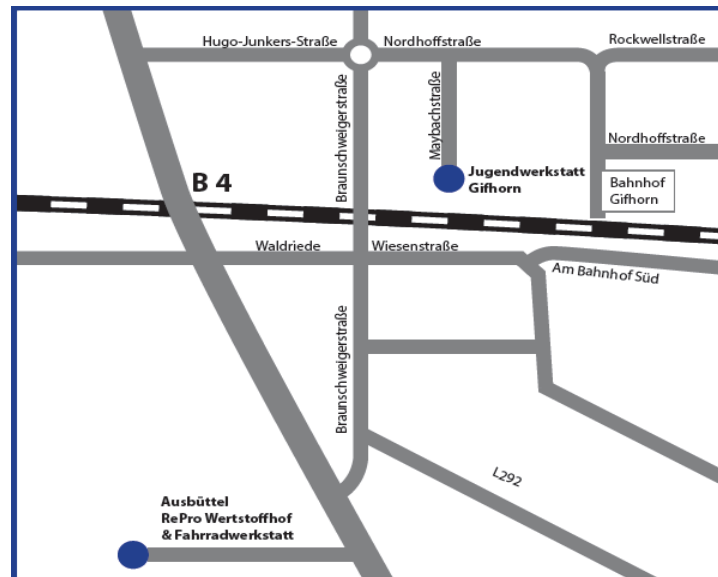 Hugo-Junkers-Straße
Nordhoffstraße
Rockwellstraße
Braunschweigerstraße
Maybachstraße
Nordhoffstraße
Jugendwerkstatt
Gifhorn
B 4
Bahnhof
Gifhorn
Waldriede
Wiesenstraße
Am Bahnhof Süd
Braunschweigerstraße
L292
Ausbüttel
RePro Wertstoffhof
& Fahrradwerkstatt